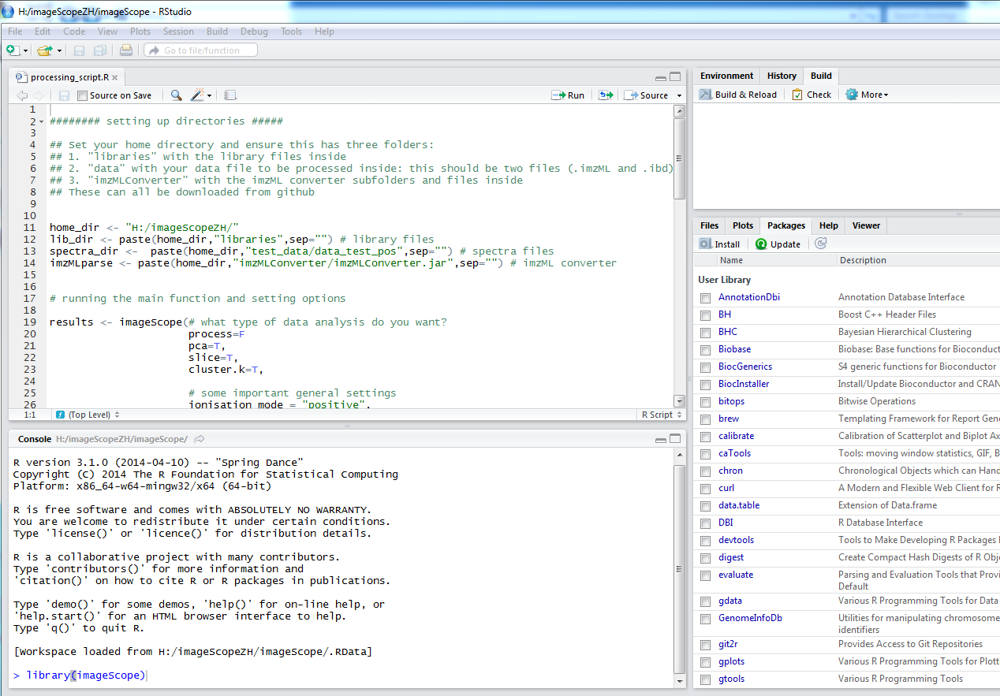 H:/imageScopeZH/imageScope - RStudio
File Edit Code View Plots Session Build Debug Tools Help
Go to file/function
processing_script.R
Source on Save Run Source
1
2 ######## setting up directories #####
3
4 ## Set your home directory and ensure this has three folders:
5 ## 1. "libraries" with the library files inside
6 ## 2. "data" with your data file to be processed inside: this should be two files (.imzML and .ibd)
7 ## 3. "imzMLConverter" with the imzML converter subfolders and files inside
8 ## These can all be downloaded from github
9
10
11 home_dir <- "H:/imageScopeZH/"
12 lib_dir <- paste(home_dir,"libraries",sep="") # library files
13 spectra_dir <-  paste(home_dir,"test_data/data_test_pos",sep="") # spectra files
14 imzMLparse <- paste(home_dir,"imzMLConverter/imzMLConverter.jar",sep="") # imzML converter
15
16
17 # running the main function and setting options
18
19 results <- imageScope(# what type of data analysis do you want?
20 process=F
21 pca=T,
22 slice=T,
23 cluster.k=T,
24
25 # some important general settings
26 ionisation_mode = "positive",
1:1 (Top Level) R Script
Console H:/imageScopeZH/imageScope/
R version 3.1.0 (2014-04-10) -- "Spring Dance"
Copyright (C) 2014 The R Foundation for Statistical Computing
Platform: x86_64-w64-mingw32/x64 (64-bit)
R is free software and comes with ABSOLUTELY NO WARRANTY.
You are welcome to redistribute it under certain conditions.
Type 'license()' or 'licence()' for distribution details.
R is a collaborative project with many contributors.
Type 'contributors()' for more information and
'citation()' on how to cite R or R packages in publications.
Type 'demo()' for some demos, 'help()' for on-line help, or
'help.start()' for an HTML browser interface to help.
Type 'q()' to quit R.
[Workspace loaded from H:/imageScopeZH/imageScope/.RData]
> library(imageScope)
Environment History Build
Build & Reload Check More
Files Plots Packages Help Viewer
Install Update
Name Description
User Library
AnnotationDbi Annotation Database Interface
BH Boost C++ Header Files
BHC Bayesian Hierarchical Clustering
Biobase Biobase: Base functions for Bioconduct
BiocGenerics S4 generic functions for Bioconductor
BiocInstaller Install/Update Bioconductor and CRAN
bitops Bitwise Operations
brew Templating Framework for Report Gene
calibrate Calibration of Scatterplot and Biplot Ax
caTools Tools: moving window statistics, GIF, B
chron Chronological Objects which can Hand
curl A Modern and Flexible Web Client for R
data.table Extension of Data.frame
DBI R Database Interface
devtools Tools to Make Developing R Packages
digest Create Compact Hash Digests of R Obj
evaluate Parsing and Evaluation Tools that Provi
Default
gdata Various R Programming Tools for Data
GenomeInfoDb Utilities for manipulating chromosome
identifiers
git2r Provides Access to Git Repositories
gplots Various R Programming Tools for Plott
gtools Various R Programming Tools